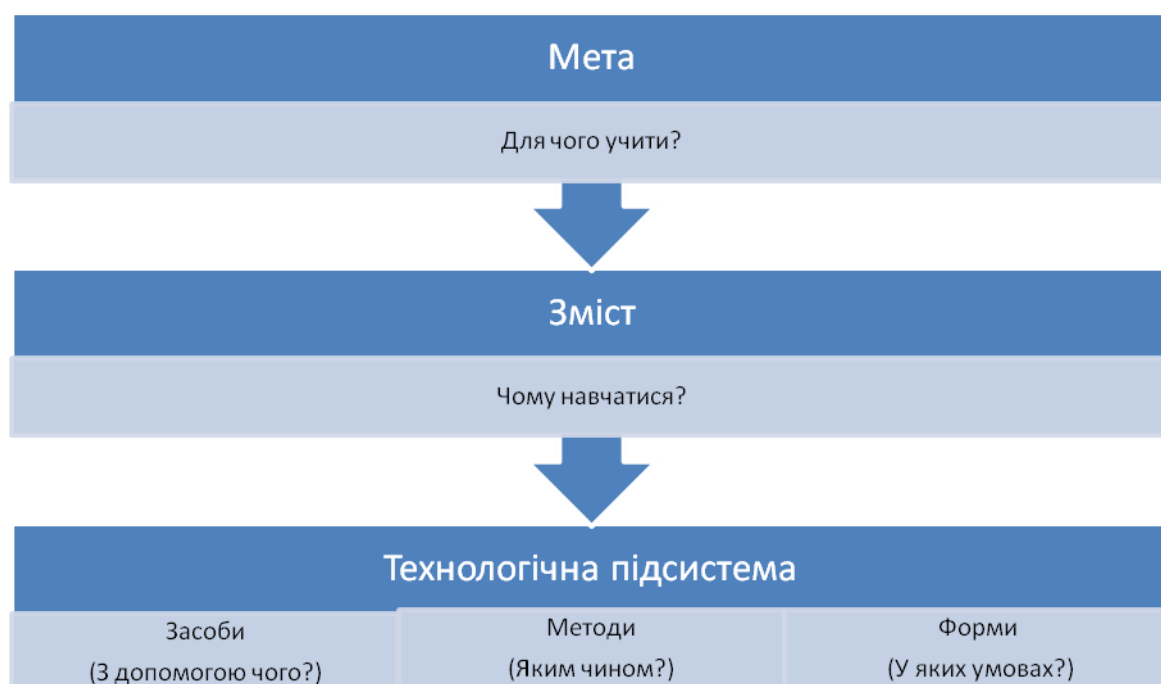 Мета
Для чого учити?
Зміст
Чому навчатися?
Технологічна підсистема
Засоби
(З допомогою чого?)
Методи
(Яким чином?)
Форми
(У яких умовах?)